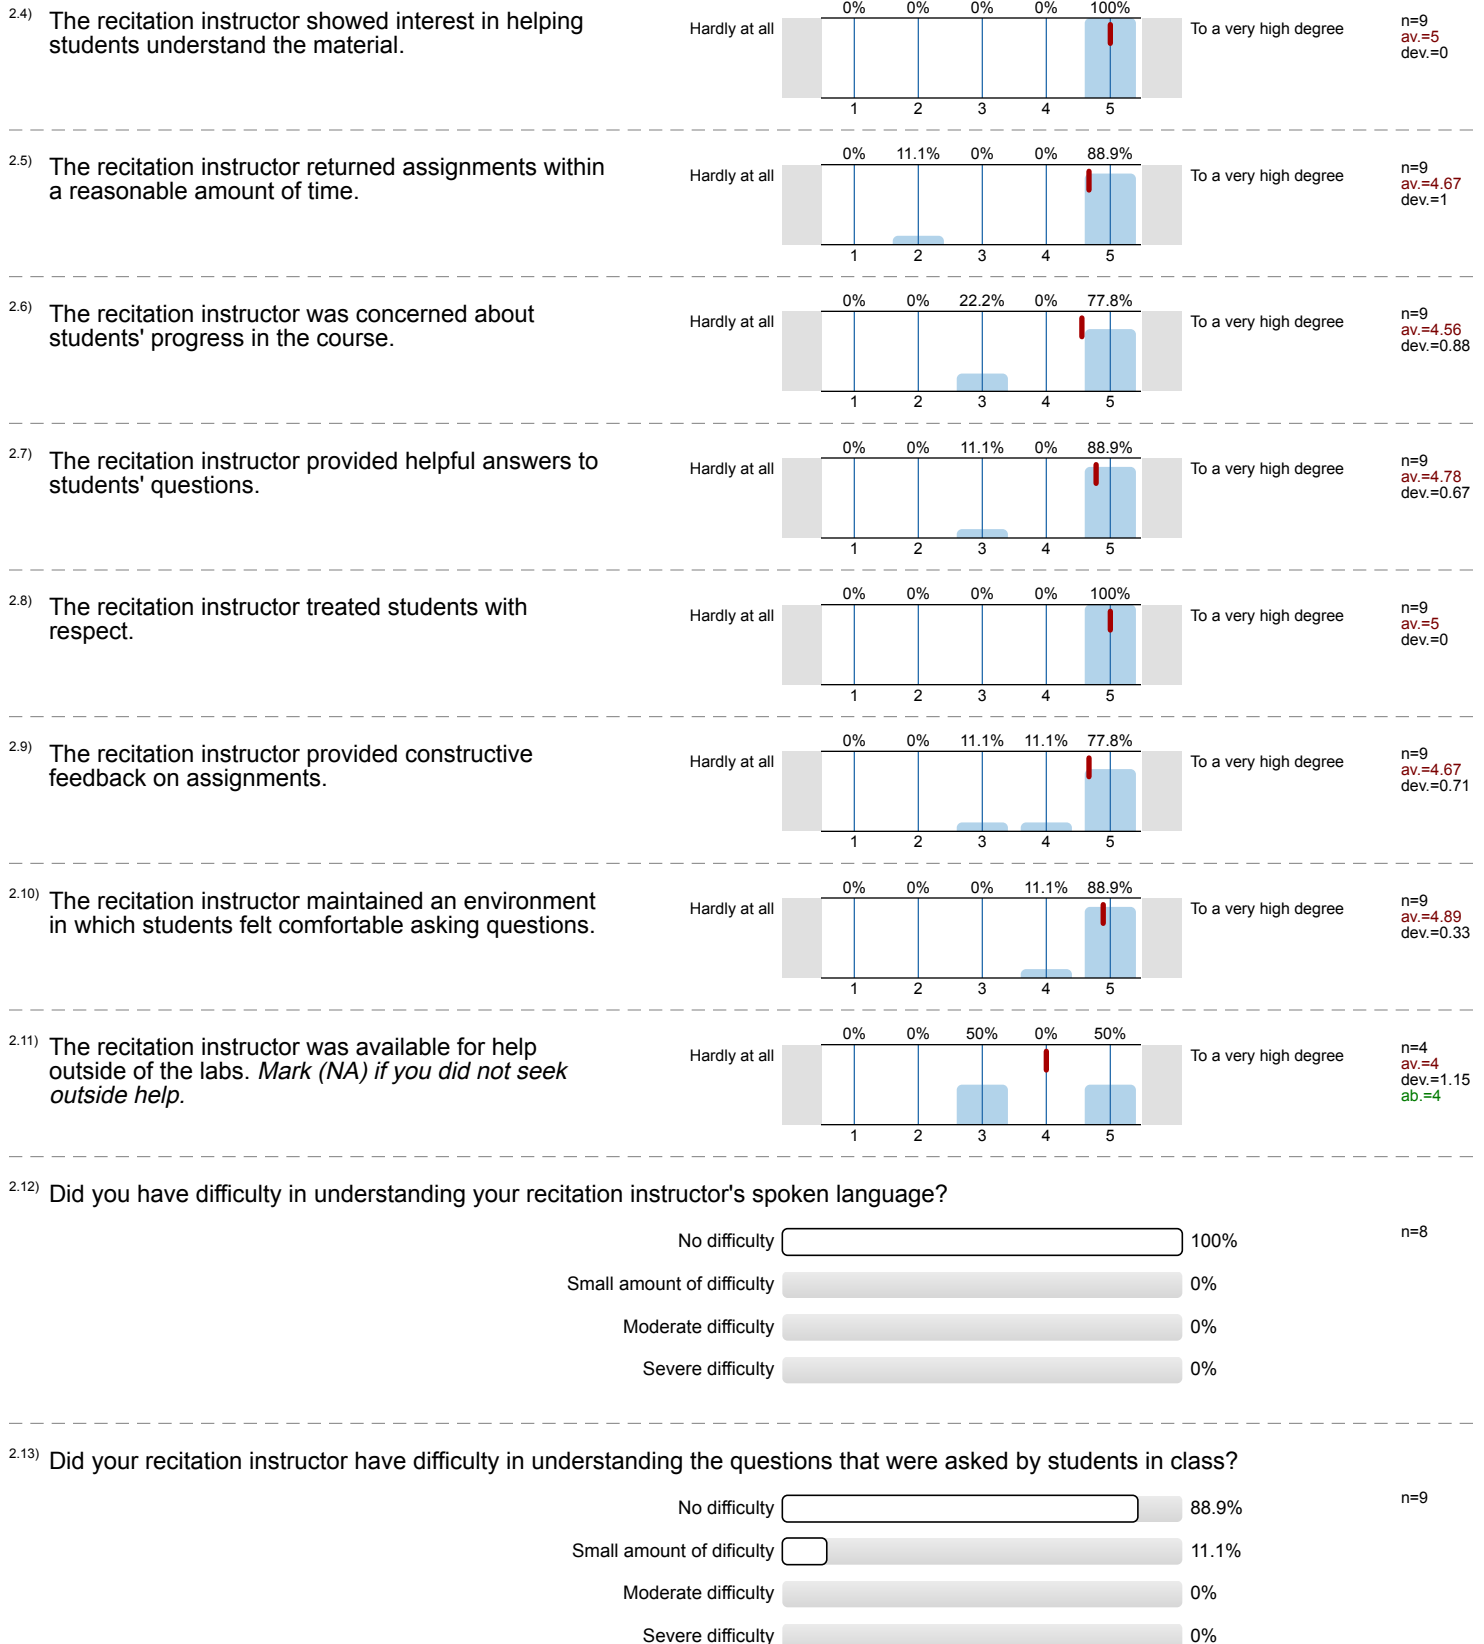 2.4) The recitation instructor showed interest in helping
students understand the material.
0% 0% 0% 0% 100%
Hardly at all
To a very high degree
1 2 3 4 5
n=9
av.=5
dev.=0
2.5) The recitation instructor returned assignments within
a reasonable amount of time.
0% 11.1% 0% 0% 88.9%
Hardly at all
To a very high degree
1 2 3 4 5
n=9
av.=4.67
dev.=1
2.6) The recitation instructor was concerned about
students' progress in the course.
0% 0% 22.2% 0% 77.8%
Hardly at all
To a very high degree
1 2 3 4 5
n=9
av.=4.56
dev.=0.88
2.7) The recitation instructor provided helpful answers to
students' questions.
0% 0% 11.1% 0% 88.9%
Hardly at all
To a very high degree
1 2 3 4 5
n=9
av.=4.78
dev.=0.67
2.8) The recitation instructor treated students with
respect.
0% 0% 0% 0% 100%
Hardly at all
To a very high degree
1 2 3 4 5
n=9
av.=5
dev.=0
2.9) The recitation instructor provided constructive
feedback on assignments.
0% 0% 11.1% 11.1% 77.8%
Hardly at all
To a very high degree
1 2 3 4 5
n=9
av.=4.67
dev.=0.71
2.10) The recitation instructor maintained an environment
in which students felt comfortable asking questions.
0% 0% 0% 11.1% 88.9%
Hardly at all
To a very high degree
1 2 3 4 5
n=9
av.=4.89
dev.=0.33
2.11) The recitation instructor was available for help
outside of the labs. Mark (NA) if you did not seek
outside help.
0% 0% 50% 0% 50%
Hardly at all
To a very high degree
1 2 3 4 5
n=4
av.=4
dev.=1.15
ab.=4
2.12) Did you have difficulty in understanding your recitation instructor's spoken language?
No difficulty 100%
n=8
Small amount of difficulty 0%
Moderate difficulty 0%
Severe difficulty 0%
2.13) Did your recitation instructor have difficulty in understanding the questions that were asked by students in class?
No difficulty 88.9%
n=9
Small amount of dificulty 11.1%
Moderate difficulty 0%
Severe difficulty 0%